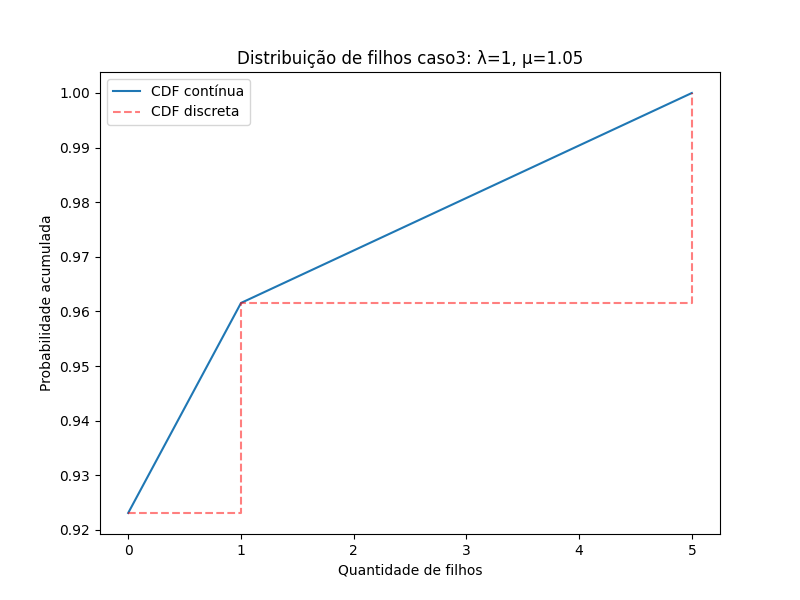 Distribuição de filhos caso3: λ=1, μ=1.05
CDF contínua
CDF discreta
Probabilidade acumulada
1.00
0.99
0.98
0.97
0.96
0.95
0.94
0.93
0.92
0 1 2 3 4 5
Quantidade de filhos